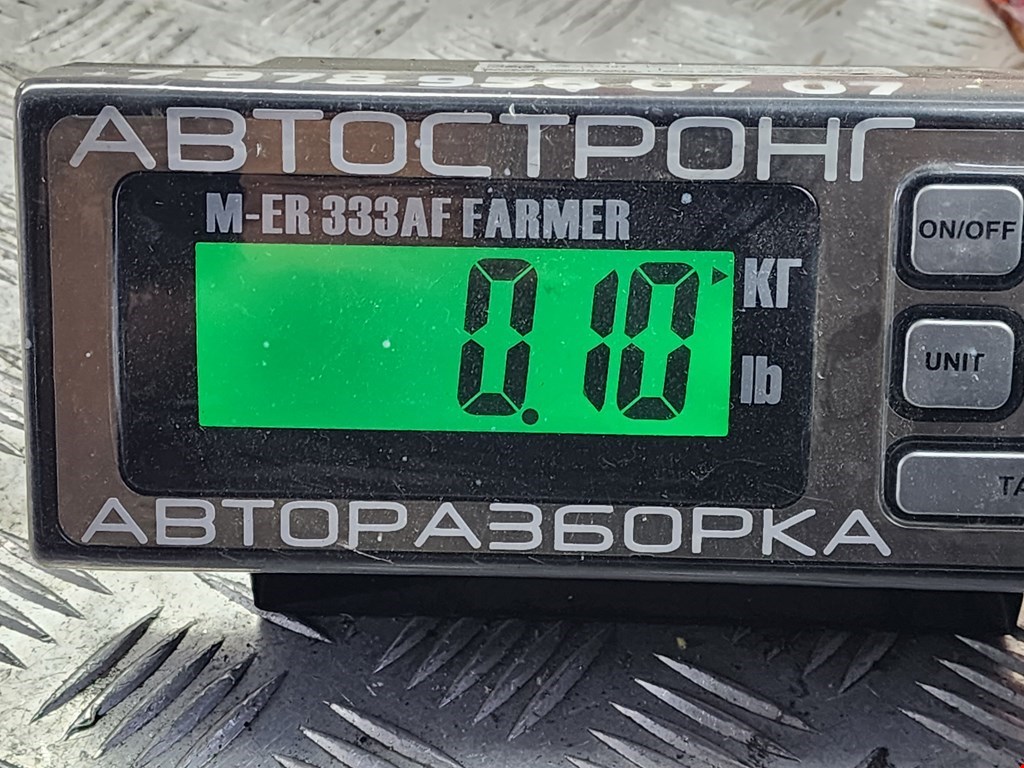 АВТОСТРОНГ
M-ER 333AF FARMER
0.10
КГ
lb
ON/OFF
UNIT
АВТОРАЗБОРКА